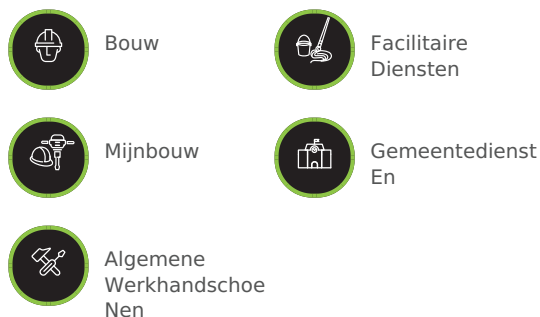 Bouw
Facilitaire
Diensten
Mijnbouw
Gemeentedienst
En
Algemene
Werkhandschoe
Nen